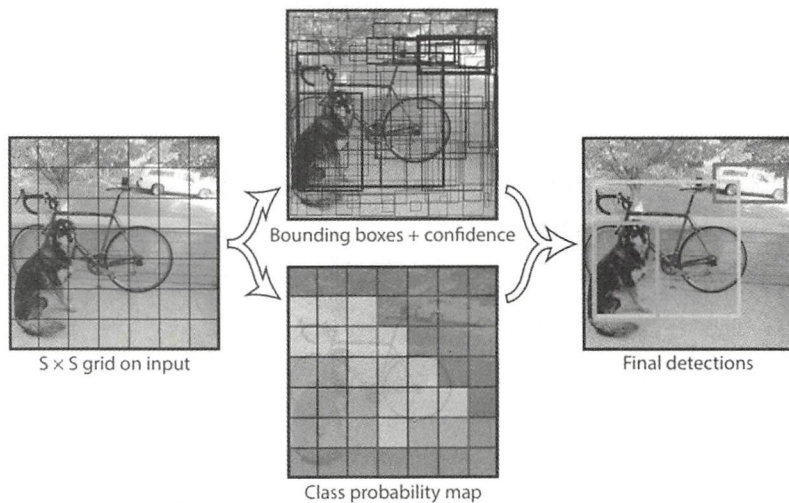 Bounding boxes + confidence
S × S grid on input
Final detections
Class probability map